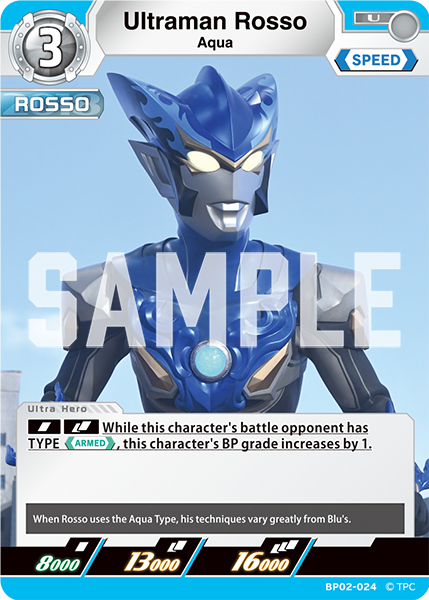 3
Ultraman Rosso
Aqua
U
SPEED
ROSSO
SAMPLE
Ultra Hero
While this character's battle opponent has
TYPE ARMED, this character's BP grade increases by 1.
When Rosso uses the Aqua Type, his techniques vary greatly from Blu's.
8000 13000 16000
BP02-024 © TPC